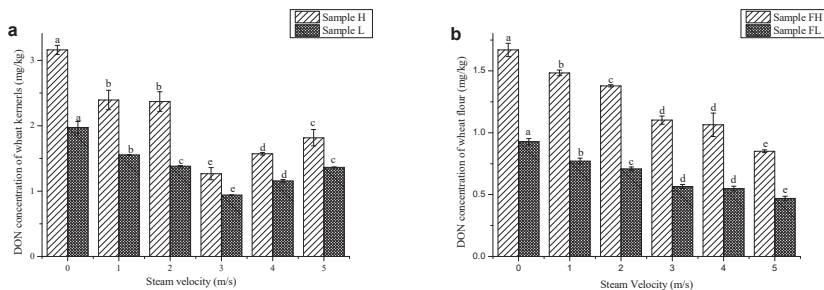 a
Sample H
Sample L
DON concentration of wheat kernerls (mg/kg)
3
2
1
0
a
a
b
b
b
c
e
e
d
d
c
c
0 1 2 3 4 5
Steam velocity (m/s)
b
Sample FH
Sample FL
DON concentration of wheat flour (mg/kg)
1.5
1.0
0.5
0.0
a
a
b
b
c
c
d
d
d
d
e
e
0 1 2 3 4 5
Steam Velocity (m/s)